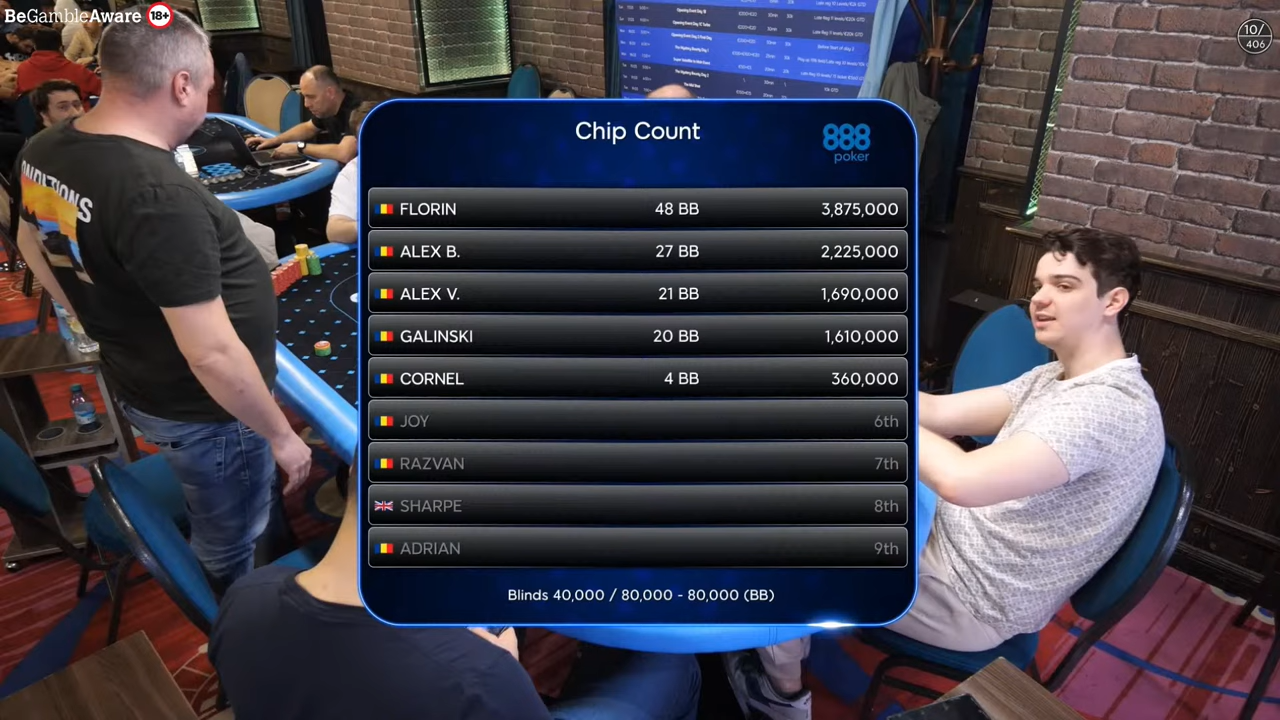 BeGambleAware 18+
10/
406
Chip Count
888
poker
FLORIN 48 BB 3,875,000
ALEX B. 27 BB 2,225,000
ALEX V. 21 BB 1,690,000
GALINSKI 20 BB 1,610,000
CORNEL 4 BB 360,000
JOY 6th
RAZVAN 7th
SHARPE 8th
ADRIAN 9th
Blinds 40,000 / 80,000 - 80,000 (BB)